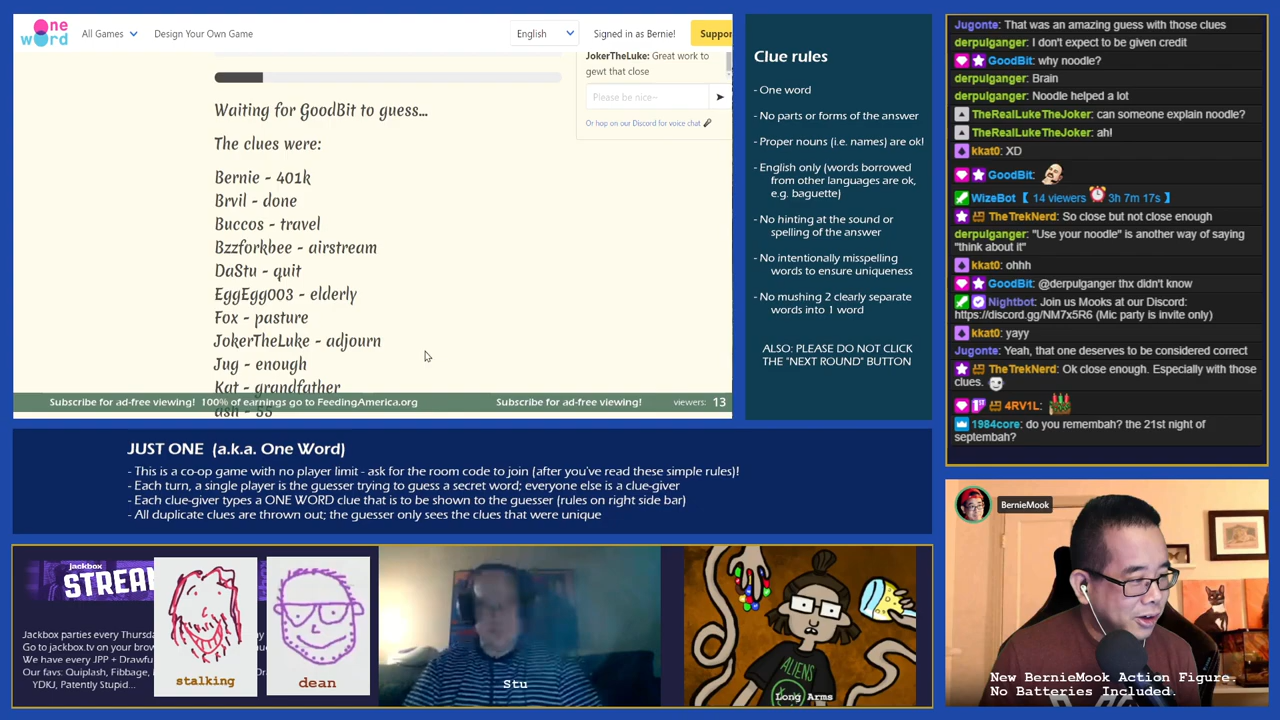 One
word
All Games
Design Your Own Game
English
Signed in as Bernie!
Suppor
JokerTheLuke: Great work to
gewt that close
Please be nice~
Or hop on our Discord for voice chat
Waiting for GoodBit to guess...
The clues were:
Bernie - 401k
Brvil - done
Buccos - travel
Bzzforkbee - airstream
DaStu - quit
EggEgg003 - elderly
Fox - pasture
JokerTheLuke - adjourn
Jug - enough
Kat - grandfather
ash - 55
Subscribe for ad-free viewing! 100% of earnings go to FeedingAmerica.org
Subscribe for ad-free viewing!
viewers: 13
Clue rules
- One word
- No parts or forms of the answer
- Proper nouns (i.e. names) are ok!
- English only (words borrowed
from other languages are ok,
e.g. baguette)
- No hinting at the sound or
spelling of the answer
- No intentionally misspelling
words to ensure uniqueness
- No mushing 2 clearly separate
words into 1 word
ALSO: PLEASE DO NOT CLICK
THE "NEXT ROUND" BUTTON
Jugonte: That was an amazing guess with those clues
derpulganger: I don't expect to be given credit
GoodBit: why noodle?
derpulganger: Brain
derpulganger: Noodle helped a lot
TheRealLukeTheJoker: can someone explain noodle?
TheRealLukeTheJoker: ah!
kkat0: XD
GoodBit:
WizeBot 【 14 viewers 3h 7m 17s 】
TheTrekNerd: So close but not close enough
derpulganger: "Use your noodle" is another way of saying
"think about it"
kkat0: ohhh
GoodBit: @derpulganger thx didn't know
Nightbot: Join us Mooks at our Discord:
https://discord.gg/NM7x5R6 (Mic party is invite only)
kkat0: yayy
Jugonte: Yeah, that one deserves to be considered correct
TheTrekNerd: Ok close enough. Especially with those
clues.
4RV1L:
1984core: do you remembah? the 21st night of
septembah?
JUST ONE (a.k.a. One Word)
- This is a co-op game with no player limit - ask for the room code to join (after you've read these simple rules)!
- Each turn, a single player is the guesser trying to guess a secret word; everyone else is a clue-giver
- Each clue-giver types a ONE WORD clue that is to be shown to the guesser (rules on right side bar)
- All duplicate clues are thrown out; the guesser only sees the clues that were unique
jackbox
STREA
Jackbox parties every Thursda
Go to jackbox.tv on your brow
We have every JPP + Drawfu
Our favs: Quiplash, Fibbage,
YDKJ, Patently Stupid...
stalking
dean
Stu
ALIENS
Long Arms
BernieMook
New BernieMook Action
No Batteries Included.